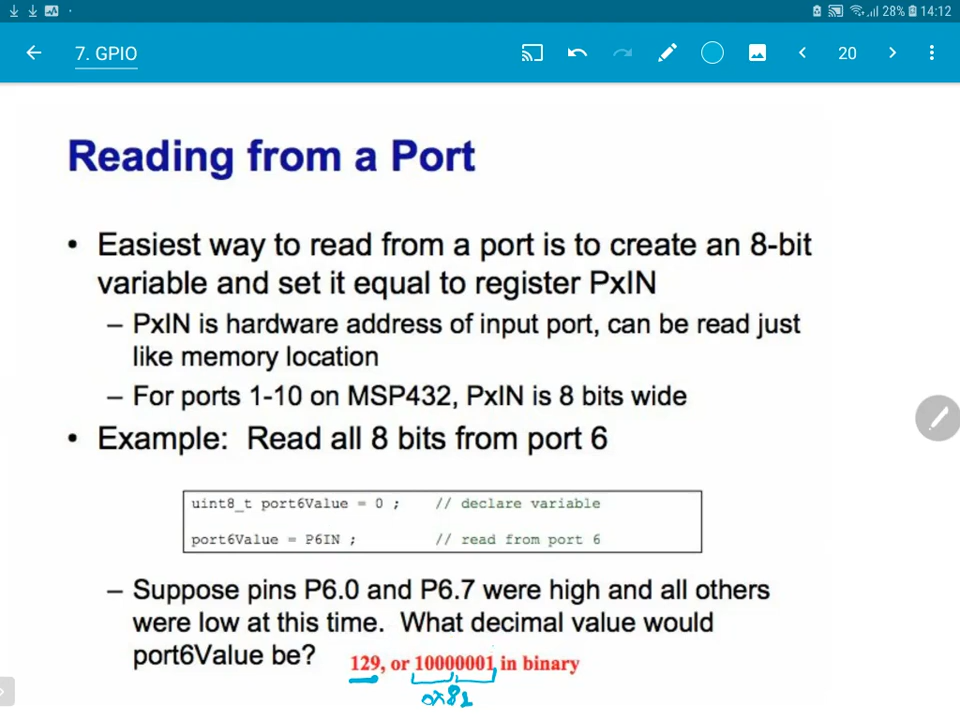 28% 14:12
7. GPIO
20
Reading from a Port
• Easiest way to read from a port is to create an 8-bit
variable and set it equal to register PxIN
– PxIN is hardware address of input port, can be read just
like memory location
– For ports 1-10 on MSP432, PxIN is 8 bits wide
• Example: Read all 8 bits from port 6
uint8_t port6Value = 0 ; // declare variable
port6Value = P6IN ; // read from port 6
– Suppose pins P6.0 and P6.7 were high and all others
were low at this time. What decimal value would
port6Value be? 129, or 10000001 in binary
0x81